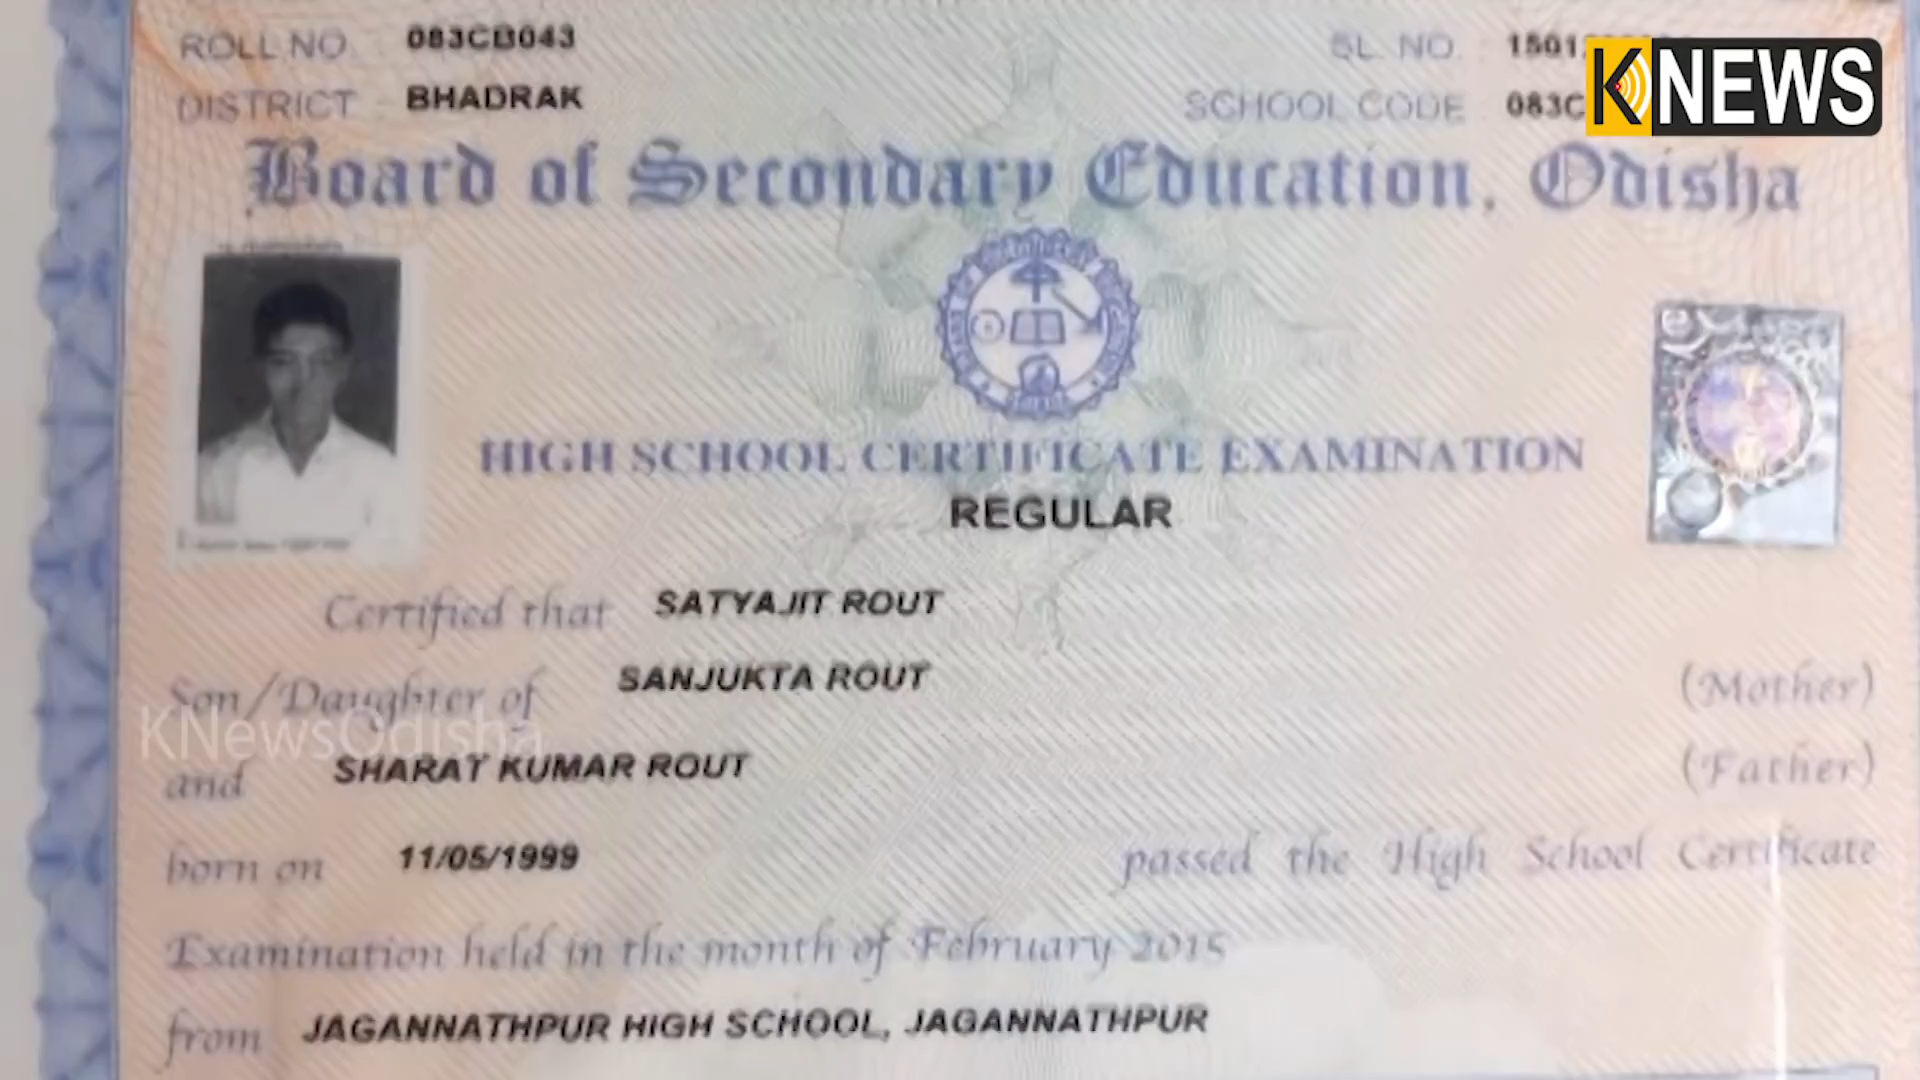 ROLL NO. 083CB043 SL. NO. 1501
DISTRICT BHADRAK SCHOOL CODE 083C
KNEWS
Board of Secondary Education, Odisha
HIGH SCHOOL CERTIFICATE EXAMINATION
REGULAR
Certified that SATYAJIT ROUT
Son/Daughter of SANJUKTA ROUT (Mother)
KNewsOdisha
and SHARAT KUMAR ROUT (Father)
born on 11/05/1999 passed the High School Certificate
Examination held in the month of February 2015
from JAGANNATHPUR HIGH SCHOOL, JAGANNATHPUR